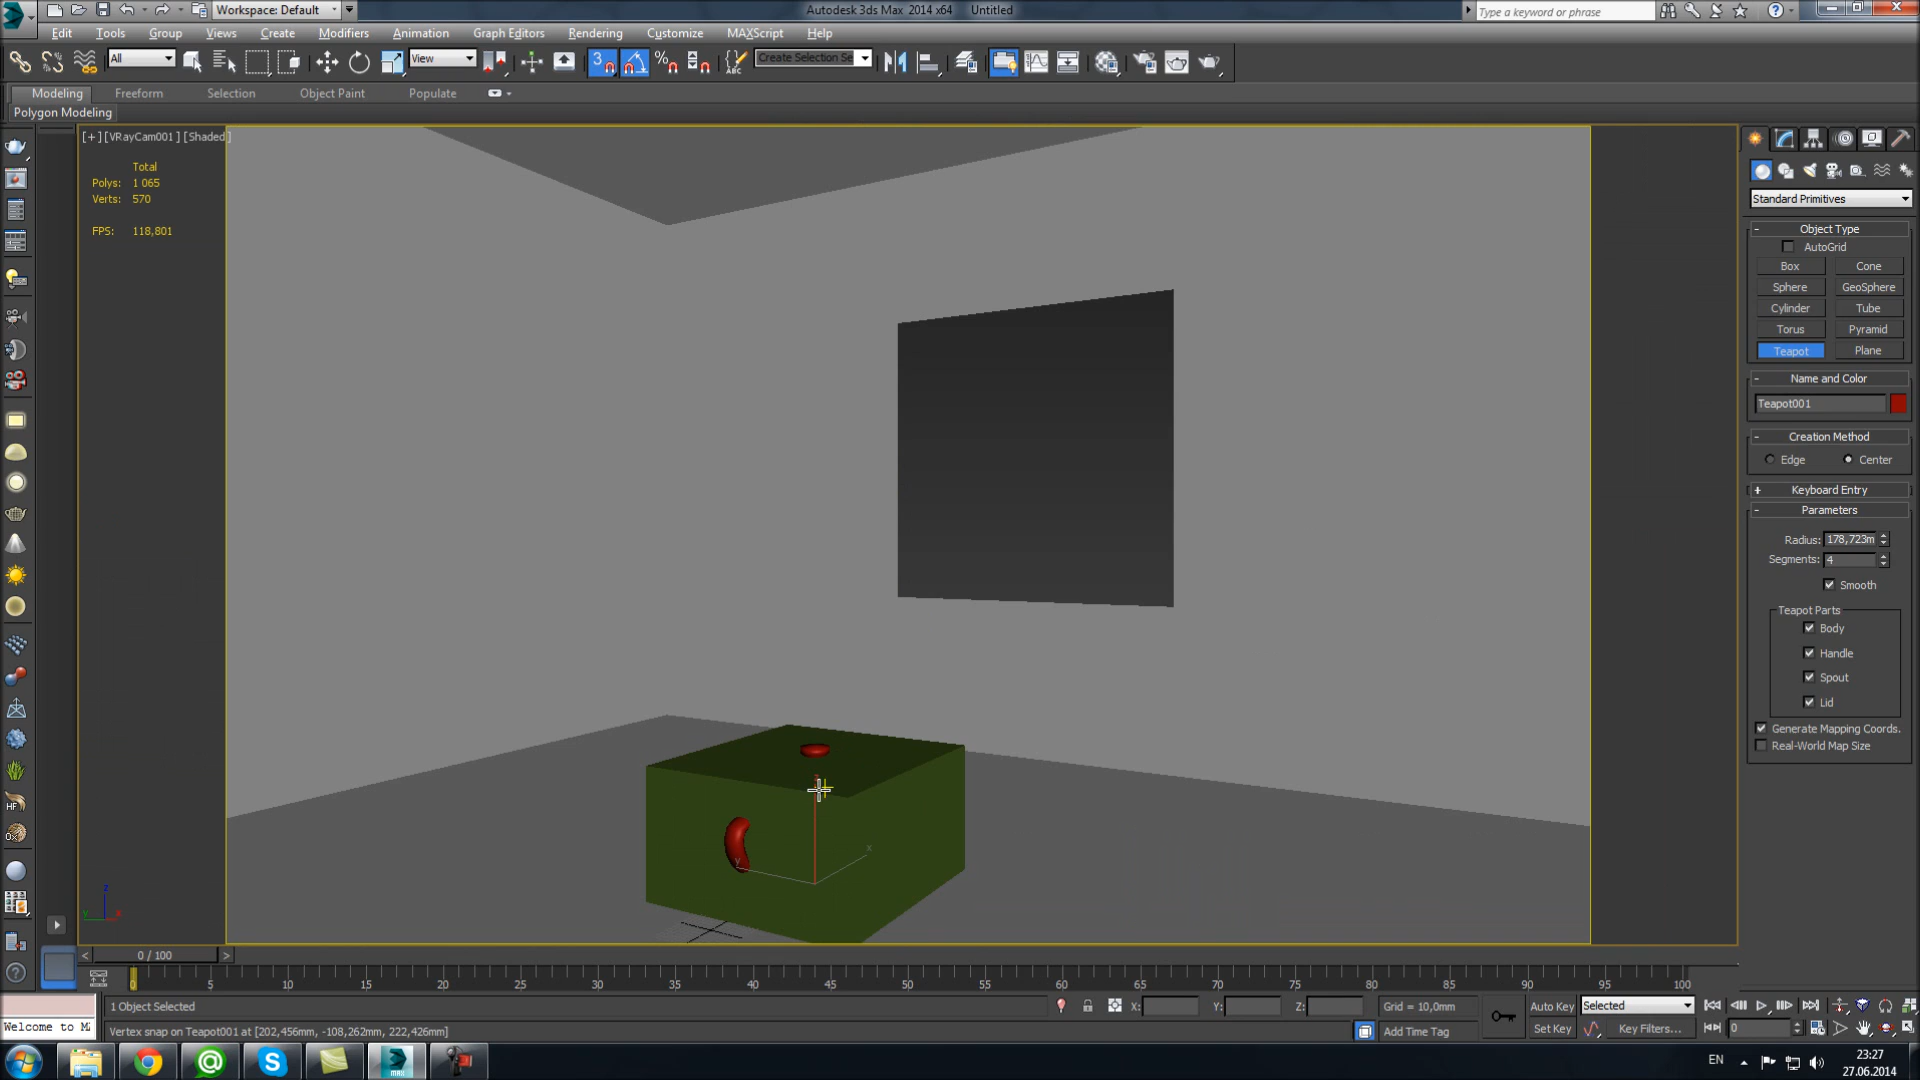 Workspace: Default
Autodesk 3ds Max 2014 x64 Untitled
Type a keyword or phrase
Edit Tools Group Views Create Modifiers Animation Graph Editors Rendering Customize MAXScript Help
All View Create Selection Se
Modeling Freeform Selection Object Paint Populate
Polygon Modeling
[+] [VRayCam001 ] [Shaded ]
Total
Polys: 1 065
Verts: 570
FPS: 118,801
Standard Primitives
- Object Type
AutoGrid
Box Cone
Sphere GeoSphere
Cylinder Tube
Torus Pyramid
Teapot Plane
- Name and Color
Teapot001
- Creation Method
Edge Center
+ Keyboard Entry
- Parameters
Radius: 178,723m
Segments: 4
Smooth
Teapot Parts
Body
Handle
Spout
Lid
Generate Mapping Coords.
Real-World Map Size
y x
z
y x
< 0 / 100 >
0 5 10 15 20 25 30 35 40 45 50 55 60 65 70 75 80 85 90 95 100
1 Object Selected X: Y: Z: Grid = 10,0mm Auto Key Selected
Welcome to M
Vertex snap on Teapot001 at [202,456mm, -108,262mm, 222,426mm] Add Time Tag Set Key Key Filters... 0
EN
23:27
27.06.2014